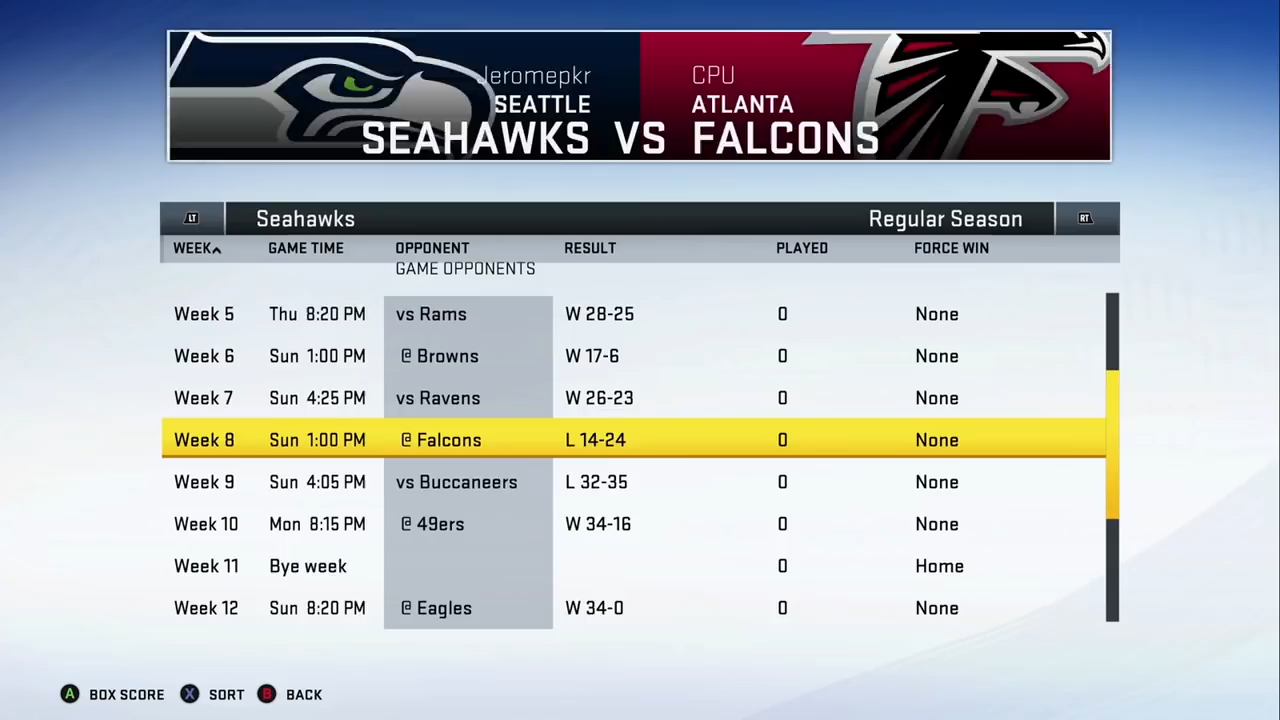 Jeromepkr CPU
SEATTLE ATLANTA
SEAHAWKS VS FALCONS
LT Seahawks Regular Season RT
WEEK GAME TIME OPPONENT RESULT PLAYED FORCE WIN
GAME OPPONENTS
Week 5 Thu 8:20 PM vs Rams W 28-25 0 None
Week 6 Sun 1:00 PM @ Browns W 17-6 0 None
Week 7 Sun 4:25 PM vs Ravens W 26-23 0 None
Week 8 Sun 1:00 PM @ Falcons L 14-24 0 None
Week 9 Sun 4:05 PM vs Buccaneers L 32-35 0 None
Week 10 Mon 8:15 PM @ 49ers W 34-16 0 None
Week 11 Bye week 0 Home
Week 12 Sun 8:20 PM @ Eagles W 34-0 0 None
A BOX SCORE X SORT B BACK